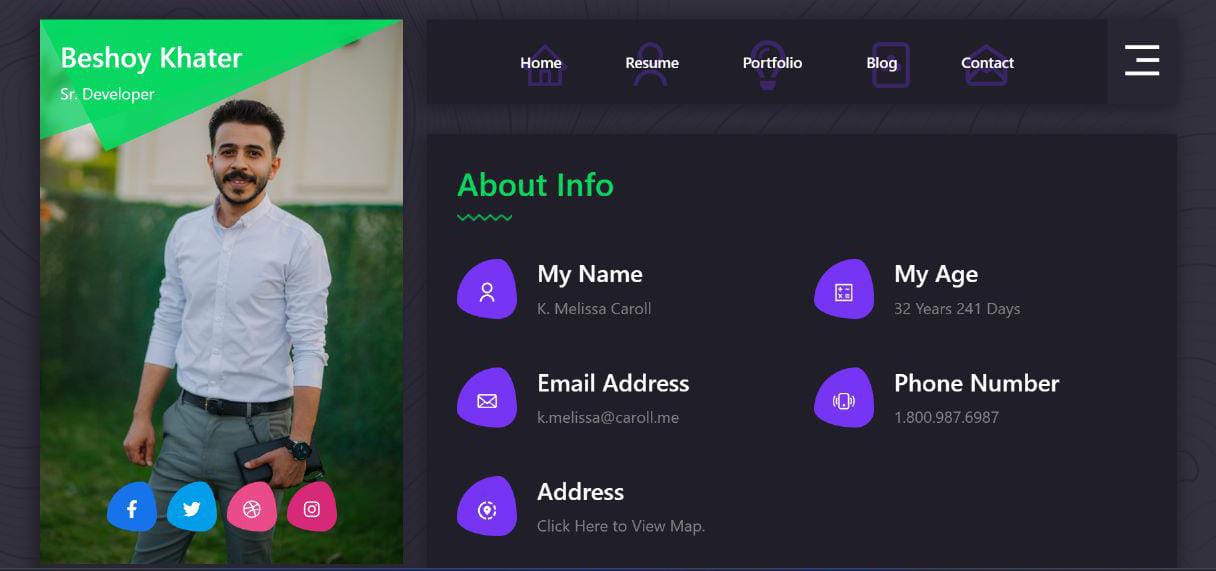 Beshoy Khater
Sr. Developer
Home Resume Portfolio Blog Contact
About Info
My Name
K. Melissa Caroll
My Age
32 Years 241 Days
Email Address
k.melissa@caroll.me
Phone Number
1.800.987.6987
Address
Click Here to View Map.